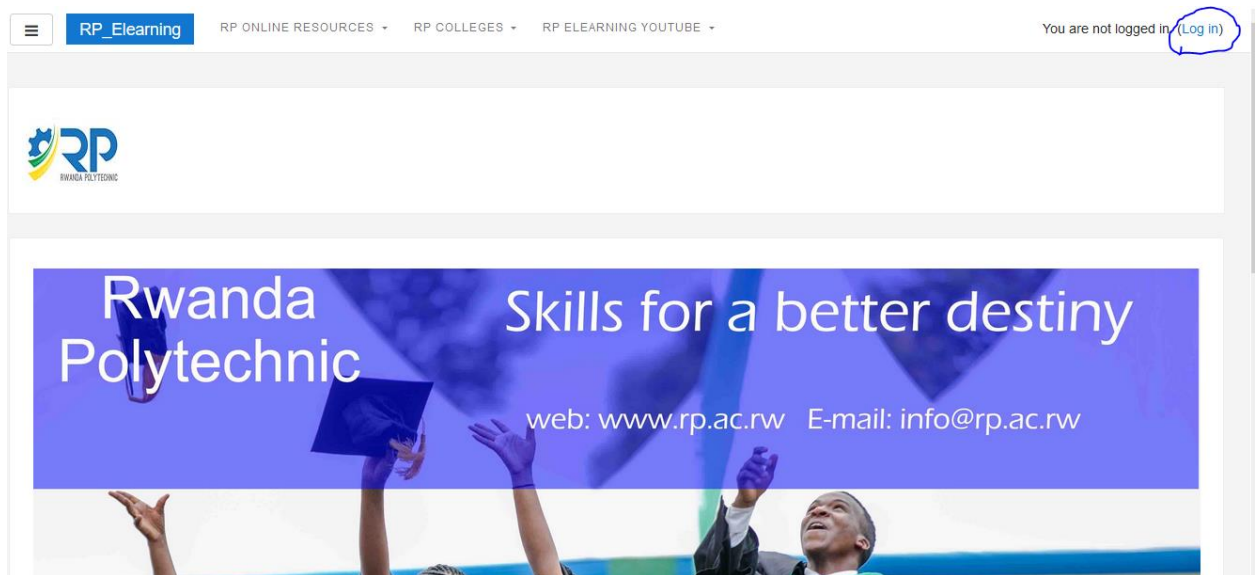 RP_Elearning RP ONLINE RESOURCES RP COLLEGES RP ELEARNING YOUTUBE You are not logged in. (Log in)
RP
RWANDA POLYTECHNIC
Rwanda
Polytechnic
Skills for a better destiny
web: www.rp.ac.rw E-mail: info@rp.ac.rw